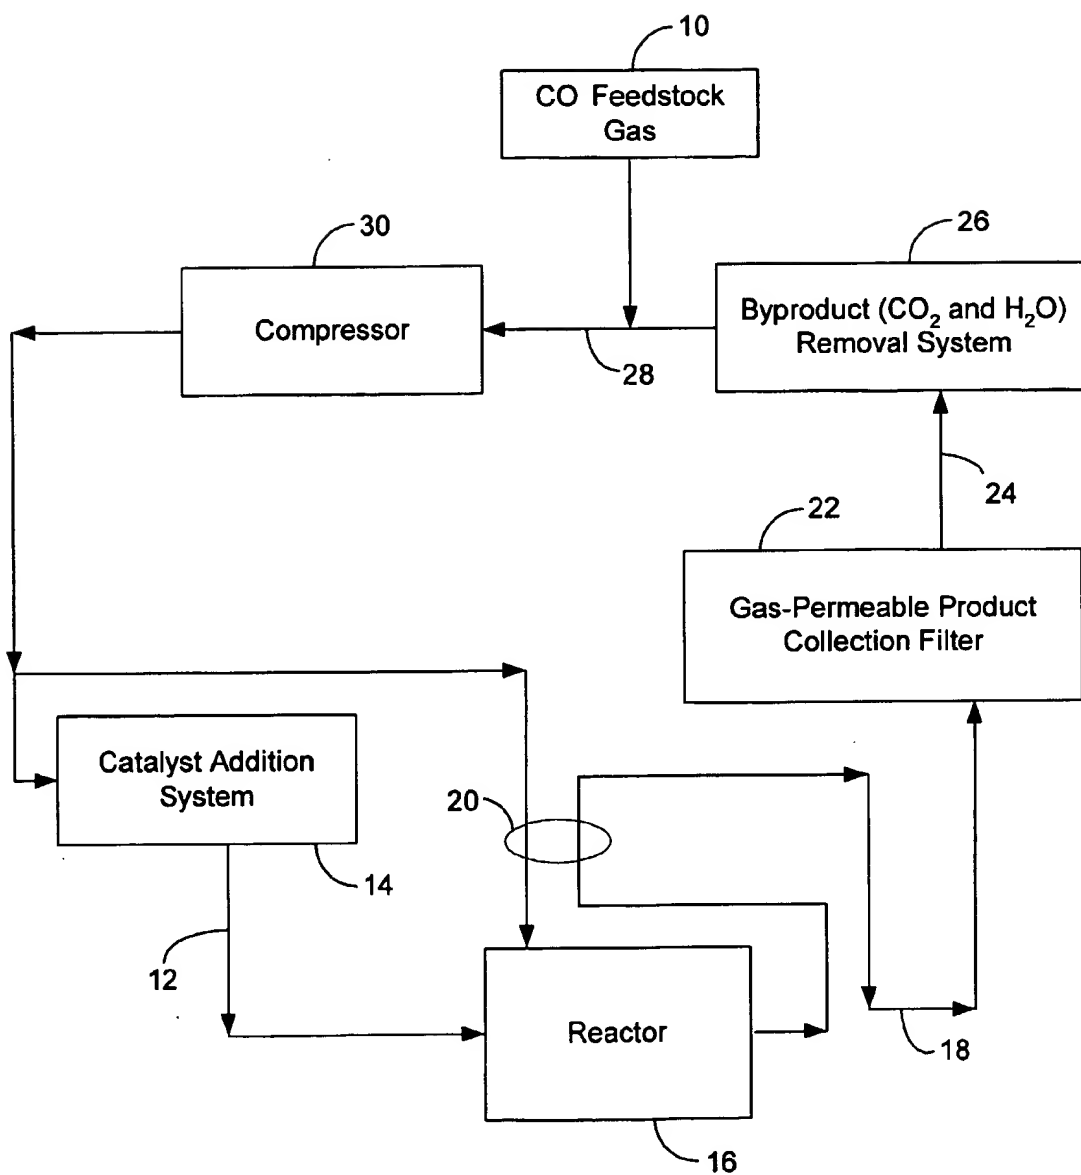 10
CO Feedstock
Gas
30
26
Compressor
Byproduct (CO₂ and H₂O)
Removal System
28
24
22
Gas-Permeable Product
Collection Filter
Catalyst Addition
System
20
14
12
Reactor
18
16